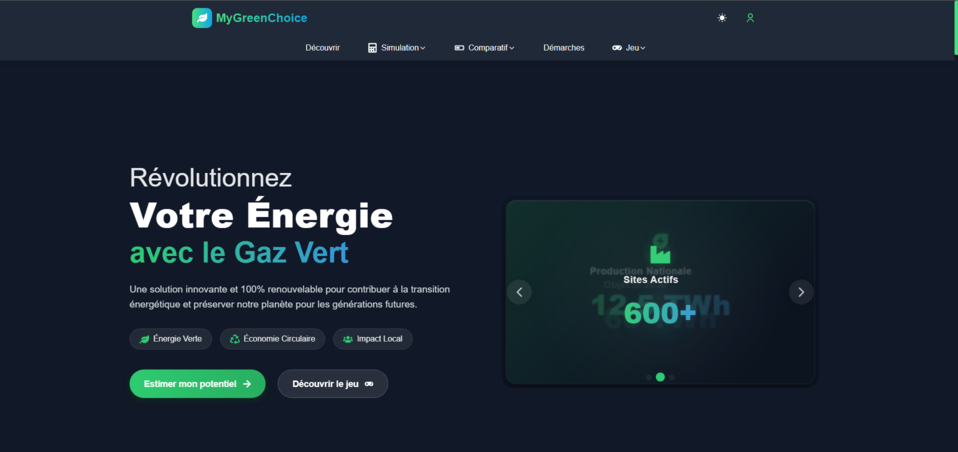 MyGreenChoice
Découvrir Simulation Comparatif Démarches Jeu
Révolutionnez
Votre Énergie
avec le Gaz Vert
Une solution innovante et 100% renouvelable pour contribuer à la transition
énergétique et préserver notre planète pour les générations futures.
Énergie Verte Économie Circulaire Impact Local
Estimer mon potentiel Découvrir le jeu
Production Nationale
Sites Actifs
600+
TWh